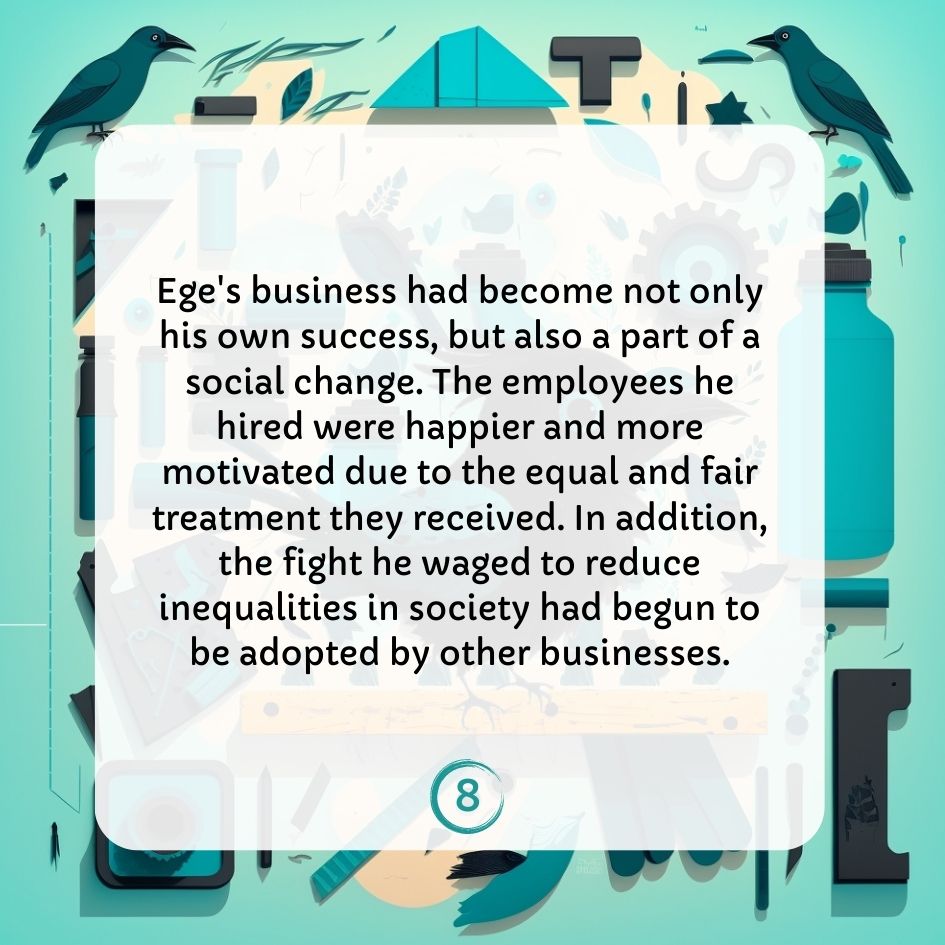 Ege's business had become not only
his own success, but also a part of a
social change. The employees he
hired were happier and more
motivated due to the equal and fair
treatment they received. In addition,
the fight he waged to reduce
inequalities in society had begun to
be adopted by other businesses.
8